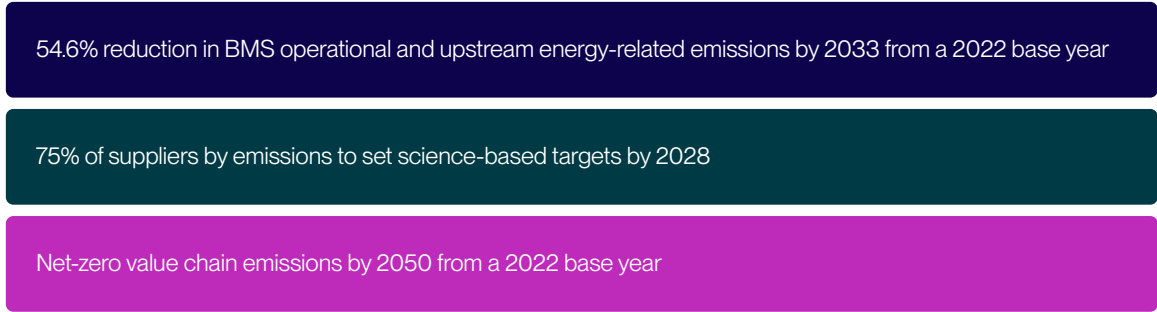 54.6% reduction in BMS operational and upstream energy-related emissions by 2033 from a 2022 base year
75% of suppliers by emissions to set science-based targets by 2028
Net-zero value chain emissions by 2050 from a 2022 base year